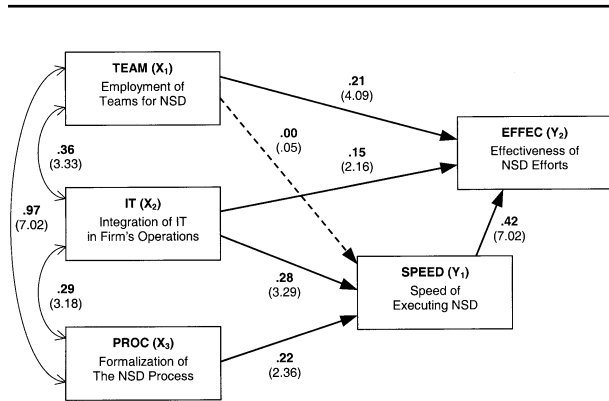 TEAM (X₁)
Employment of
Teams for NSD
.21
(4.09)
.00
(.05)
EFFEC (Y₂)
Effectiveness of
NSD Efforts
.36
(3.33)
.15
(2.16)
IT (X₂)
Integration of IT
in Firm's Operations
.97
(7.02)
.42
(7.02)
.28
(3.29)
SPEED (Y₁)
Speed of
Executing NSD
.29
(3.18)
PROC (X₃)
Formalization of
The NSD Process
.22
(2.36)